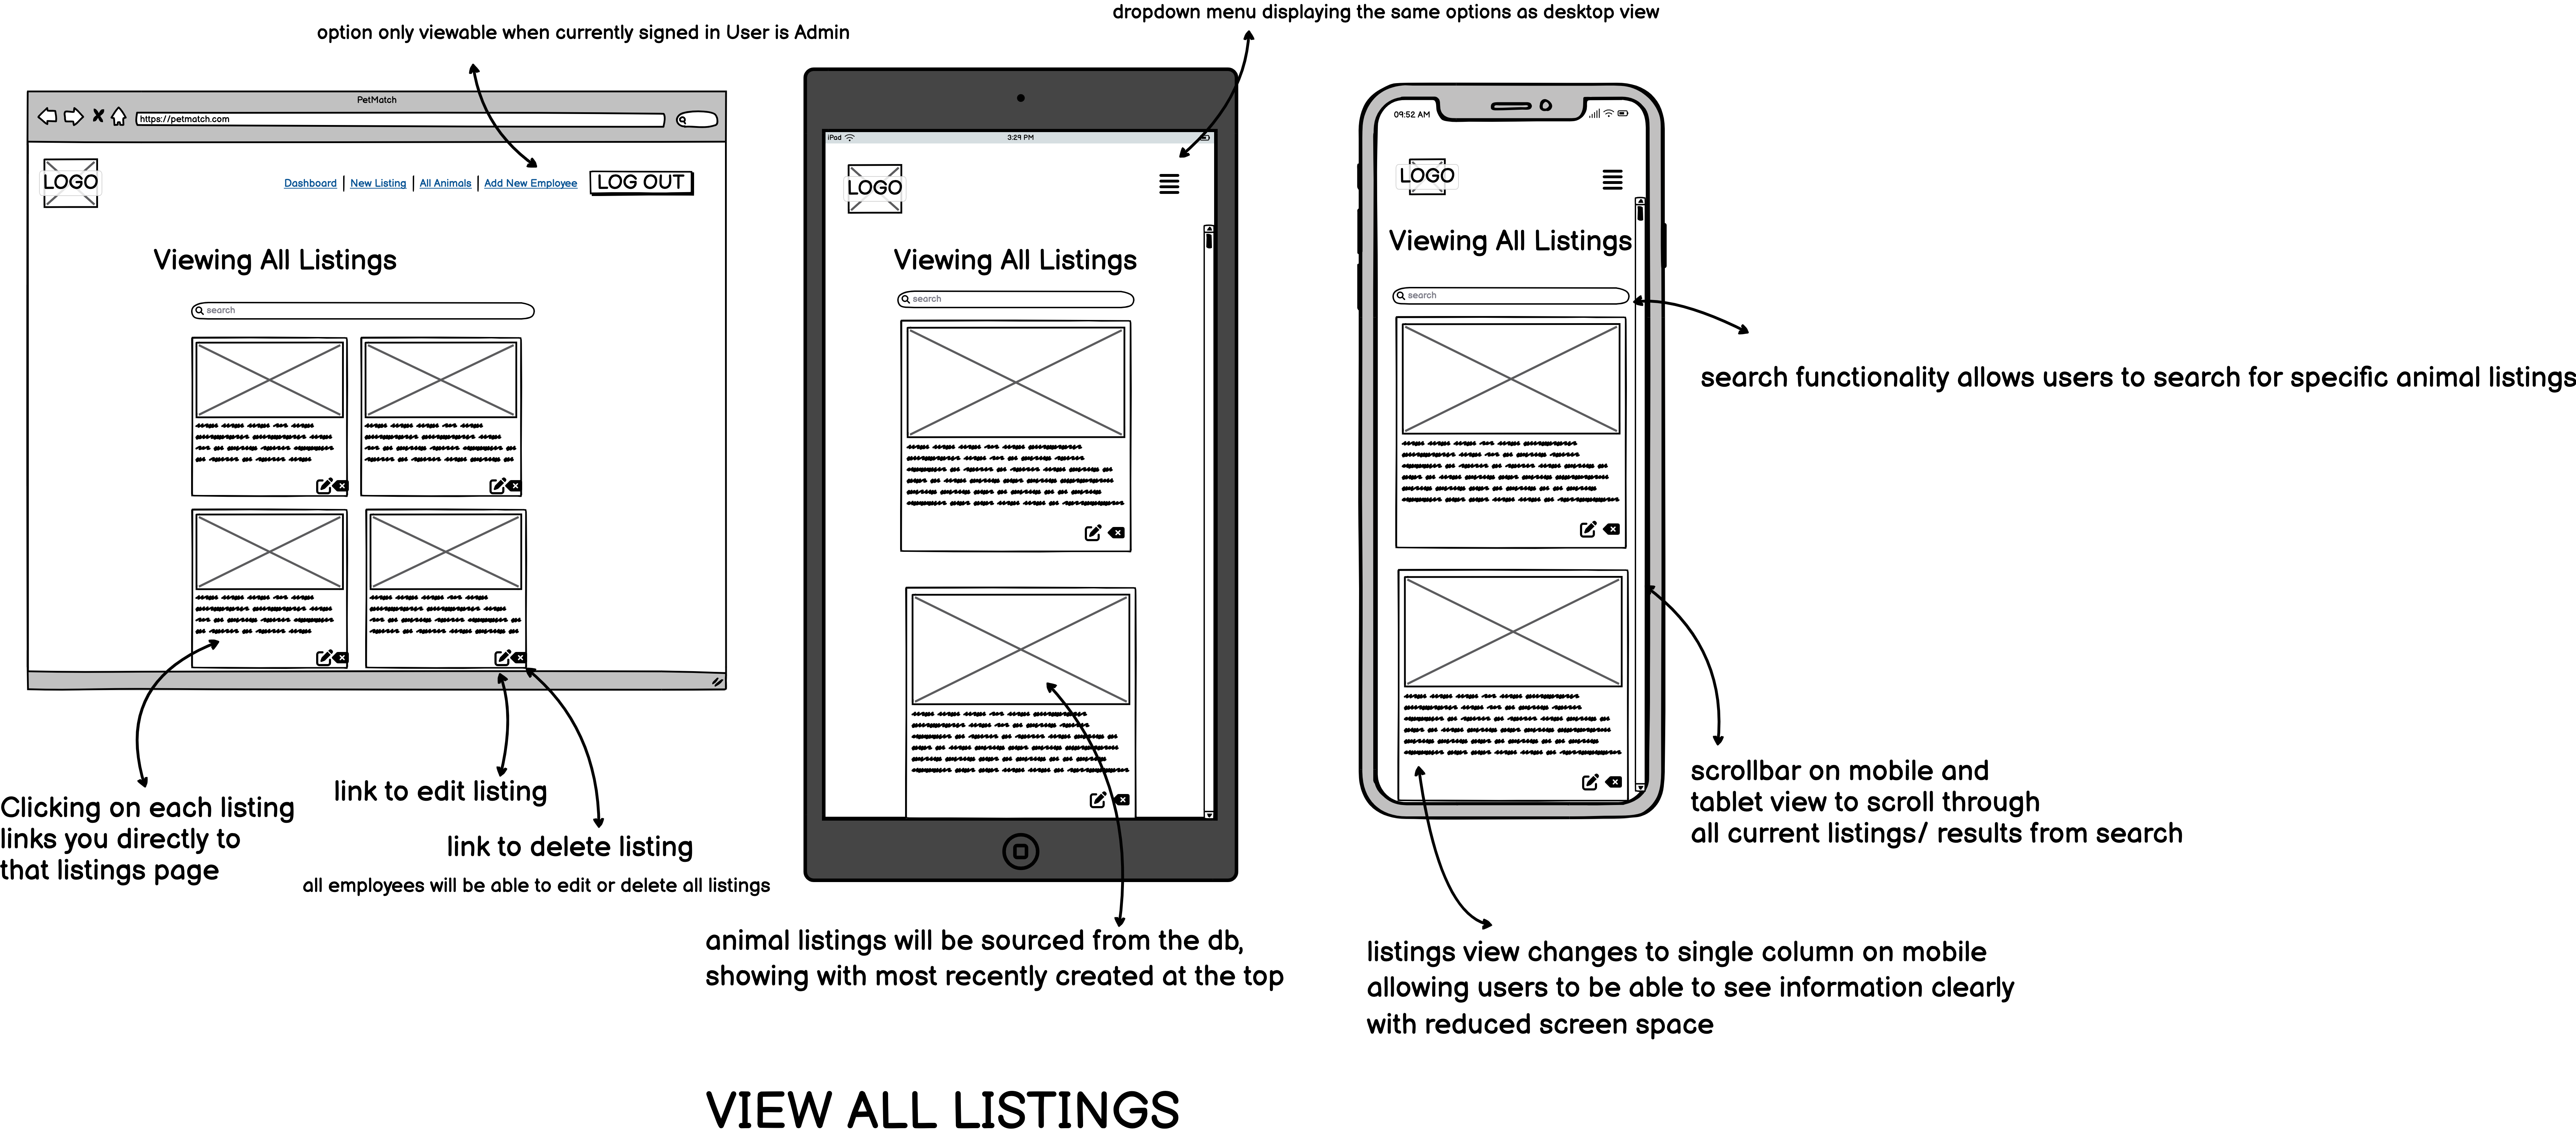 dropdown menu displaying the same options as desktop view
option only viewable when currently signed in User is Admin
PetMatch
https://petmatch.com
LOGO
Dashboard | New Listing | All Animals | Add New Employee
LOG OUT
Viewing All Listings
search
iPad
3:29 PM
LOGO
Viewing All Listings
search
09:52 AM
LOGO
Viewing All Listings
search
search functionality allows users to search for specific animal listings
Clicking on each listing
links you directly to
that listings page
link to edit listing
link to delete listing
all employees will be able to edit or delete all listings
scrollbar on mobile and
tablet view to scroll through
all current listings/ results from search
animal listings will be sourced from the db,
showing with most recently created at the top
listings view changes to single column on mobile
allowing users to be able to see information clearly
with reduced screen space
VIEW ALL LISTINGS